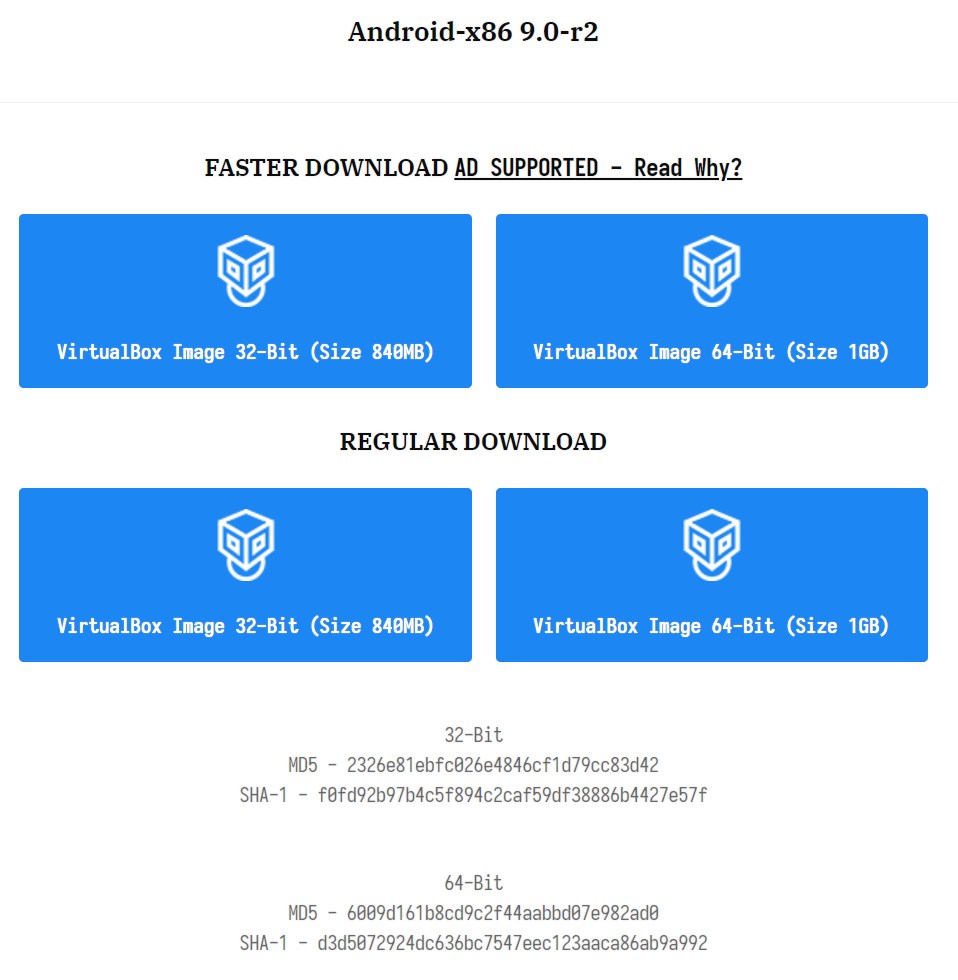 Android-x86 9.0-r2
FASTER DOWNLOAD AD SUPPORTED – Read Why?
VirtualBox Image 32-Bit (Size 840MB)
VirtualBox Image 64-Bit (Size 1GB)
REGULAR DOWNLOAD
VirtualBox Image 32-Bit (Size 840MB)
VirtualBox Image 64-Bit (Size 1GB)
32-Bit
MD5 – 2326e81ebfc026e4846cf1d79cc83d42
SHA-1 – f0fd92b97b4c5f894c2caf59df38886b4427e57f
64-Bit
MD5 – 6009d161b8cd9c2f44aabbd07e982ad0
SHA-1 – d3d5072924dc636bc7547eec123aaca86ab9a992